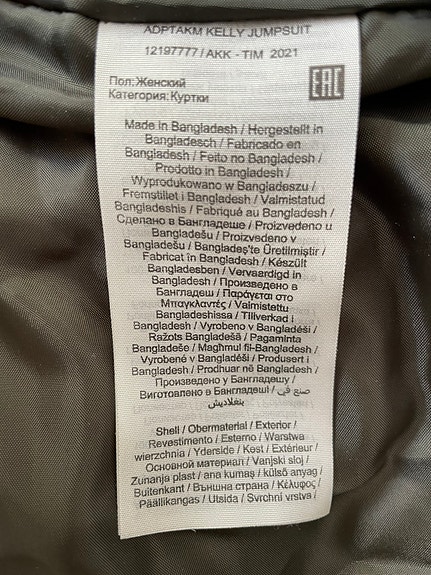 ADPTAKM KELLY JUMPSUIT
12197777 / AKK - TIM 2021
Пол:Женский
Категория:Куртки
EAC
Made in Bangladesh / Hergestellt in
Bangladesch / Fabricado en
Bangladesh / Feito no Bangladesh /
Prodotto in Bangladesh /
Wyprodukowano w Bangladeszu /
Fremstillet i Bangladesh / Valmistatud
Bangladeshis / Fabriqué au Bangladesh /
Сделано в Бангладеше / Proizvedeno u
Bangladešu / Proizvedeno v
Bangladešu / Bangladeş'te Üretilmiştir /
Fabricat în Bangladesh / Készült
Bangladesben / Vervaardigd in
Bangladesh / Произведено в
Бангладеш / Παράγεται στο
Μπαγκλαντές / Valmistettu
Bangladeshissa / Tillverkad i
Bangladesh / Vyrobeno v Bangladéši /
Ražots Bangladešā / Pagaminta
Bangladeše / Magħmul fil-Bangladesh /
Vyrobené v Bangladéši / Produsert i
Bangladesh / Prodhuar në Bangladesh /
Произведено у Бангладешу /
Виготовлено в Бангладеші / صنع في
بنغلاديش
Shell / Obermaterial / Exterior /
Revestimento / Esterno / Warstwa
wierzchnia / Yderside / Kest / Extérieur /
Основной материал / Vanjski sloj /
Zunanja plast / ana kumaş / külső anyag /
Buitenkant / Външна страна / Κέλυφος /
Päällikangas / Utsida / Svrchní vrstva /